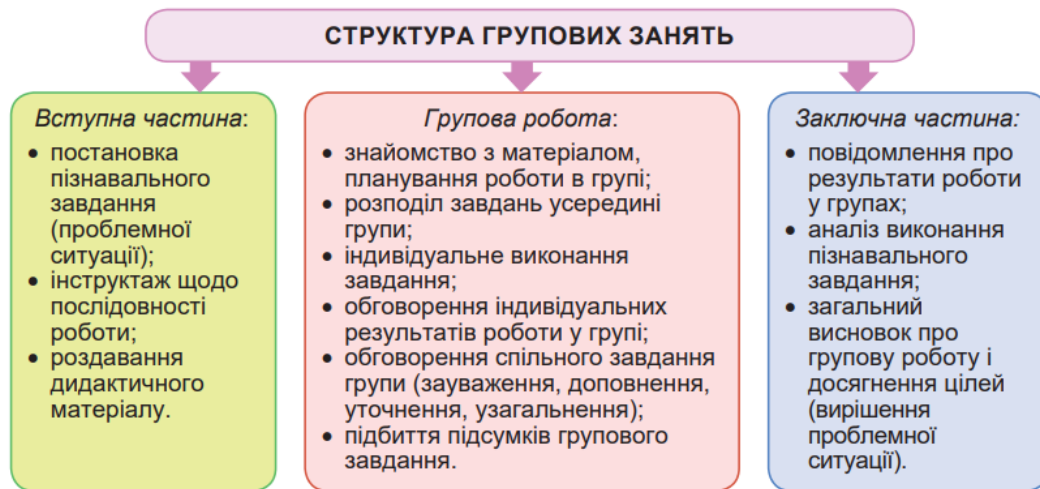 СТРУКТУРА ГРУПОВИХ ЗАНЯТЬ
Вступна частина:
• постановка
пізнавального
завдання
(проблемної
ситуації);
• інструктаж щодо
послідовності
роботи;
• роздавання
дидактичного
матеріалу.
Групова робота:
• знайомство з матеріалом,
планування роботи в групі;
• розподіл завдань усередині
групи;
• індивідуальне виконання
завдання;
• обговорення індивідуальних
результатів роботи у групі;
• обговорення спільного завдання
групи (зауваження, доповнення,
уточнення, узагальнення);
• підбиття підсумків групового
завдання.
Заключна частина:
• повідомлення про
результати роботи
у групах;
• аналіз виконання
пізнавального
завдання;
• загальний
висновок про
групову роботу і
досягнення цілей
(вирішення
проблемної
ситуації).